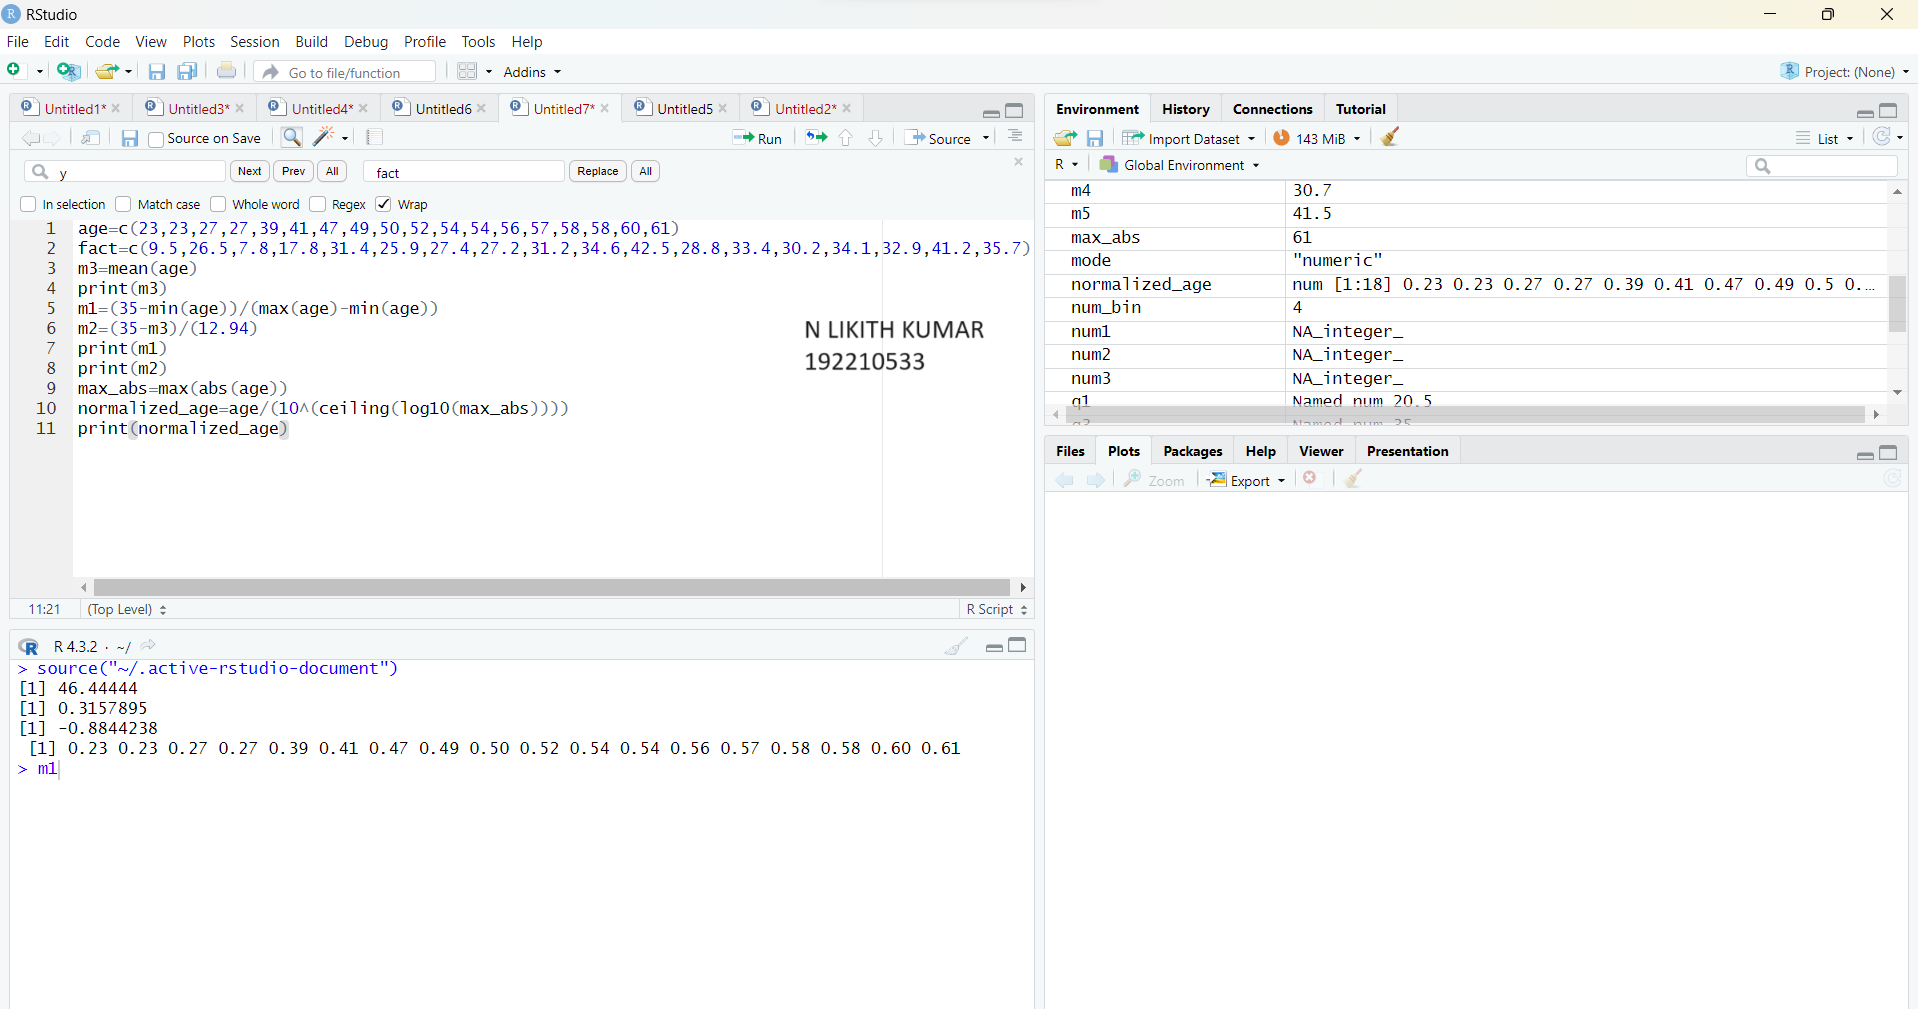 RStudio
File Edit Code View Plots Session Build Debug Profile Tools Help
Go to file/function Addins Project: (None)
Untitled1* Untitled3* Untitled4* Untitled6 Untitled7* Untitled5 Untitled2*
Source on Save Run Source
y Next Prev All fact Replace All
In selection Match case Whole word Regex Wrap
1 age=c(23,23,27,27,39,41,47,49,50,52,54,54,56,57,58,58,60,61)
2 fact=c(9.5,26.5,7.8,17.8,31.4,25.9,27.4,27.2,31.2,34.6,42.5,28.8,33.4,30.2,34.1,32.9,41.2,35.7)
3 m3=mean(age)
4 print(m3)
5 m1=(35-min(age))/(max(age)-min(age))
6 m2=(35-m3)/(12.94)
7 print(m1)
8 print(m2)
9 max_abs=max(abs(age))
10 normalized_age=age/(10^(ceiling(log10(max_abs))))
11 print(normalized_age)
N LIKITH KUMAR
192210533
11:21 (Top Level) R Script
R 4.3.2 · ~/
> source("~/.active-rstudio-document")
[1] 46.44444
[1] 0.3157895
[1] -0.8844238
[1] 0.23 0.23 0.27 0.27 0.39 0.41 0.47 0.49 0.50 0.52 0.54 0.54 0.56 0.57 0.58 0.58 0.60 0.61
> m1
Environment History Connections Tutorial
Import Dataset 143 MiB List
R Global Environment
m4 30.7
m5 41.5
max_abs 61
mode "numeric"
normalized_age num [1:18] 0.23 0.23 0.27 0.27 0.39 0.41 0.47 0.49 0.5 0....
num_bin 4
num1 NA_integer_
num2 NA_integer_
num3 NA_integer_
q1 Named num 20.5
q3 Named num 35
Files Plots Packages Help Viewer Presentation
Zoom Export